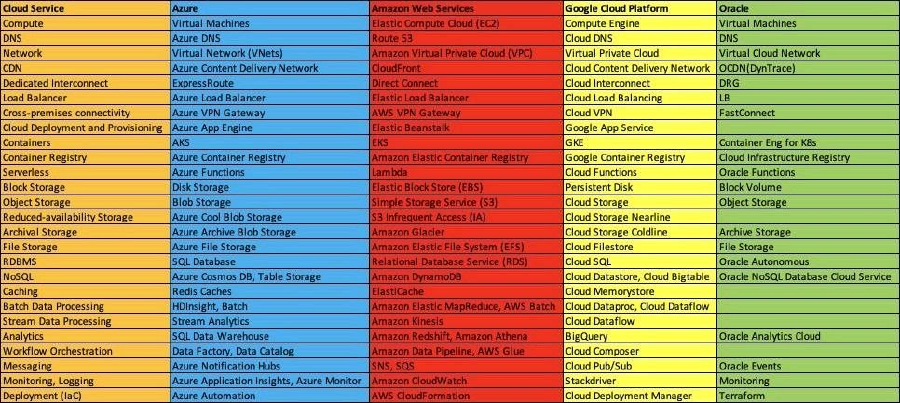 Cloud Service Azure Amazon Web Services Google Cloud Platform Oracle
Compute Virtual Machines Elastic Compute Cloud (EC2) Compute Engine Virtual Machines
DNS Azure DNS Route 53 Cloud DNS DNS
Network Virtual Network (VNets) Amazon Virtual Private Cloud (VPC) Virtual Private Cloud Virtual Cloud Network
CDN Azure Content Delivery Network CloudFront Cloud Content Delivery Network OCDN(DynTrace)
Dedicated Interconnect ExpressRoute Direct Connect Cloud Interconnect DRG
Load Balancer Azure Load Balancer Elastic Load Balancer Cloud Load Balancing LB
Cross-premises connectivity Azure VPN Gateway AWS VPN Gateway Cloud VPN FastConnect
Cloud Deployment and Provisioning Azure App Engine Elastic Beanstalk Google App Service
Containers AKS EKS GKE Container Eng for K8s
Container Registry Azure Container Registry Amazon Elastic Container Registry Google Container Registry Cloud Infrastructure Registry
Serverless Azure Functions Lambda Cloud Functions Oracle Functions
Block Storage Disk Storage Elastic Block Store (EBS) Persistent Disk Block Volume
Object Storage Blob Storage Simple Storage Service (S3) Cloud Storage Object Storage
Reduced-availability Storage Azure Cool Blob Storage S3 Infrequent Access (IA) Cloud Storage Nearline
Archival Storage Azure Archive Blob Storage Amazon Glacier Cloud Storage Coldline Archive Storage
File Storage Azure File Storage Amazon Elastic File System (EFS) Cloud Filestore File Storage
RDBMS SQL Database Relational Database Service (RDS) Cloud SQL Oracle Autonomous
NoSQL Azure Cosmos DB, Table Storage Amazon DynamoDB Cloud Datastore, Cloud Bigtable Oracle NoSQL Database Cloud Service
Caching Redis Caches ElastiCache Cloud Memorystore
Batch Data Processing HDInsight, Batch Amazon Elastic MapReduce, AWS Batch Cloud Dataproc, Cloud Dataflow
Stream Data Processing Stream Analytics Amazon Kinesis Cloud Dataflow
Analytics SQL Data Warehouse Amazon Redshift, Amazon Athena BigQuery Oracle Analytics Cloud
Workflow Orchestration Data Factory, Data Catalog Amazon Data Pipeline, AWS Glue Cloud Composer
Messaging Azure Notification Hubs SNS, SQS Cloud Pub/Sub Oracle Events
Monitoring, Logging Azure Application Insights, Azure Monitor Amazon CloudWatch Stackdriver Monitoring
Deployment (IaC) Azure Automation AWS CloudFormation Cloud Deployment Manager Terraform